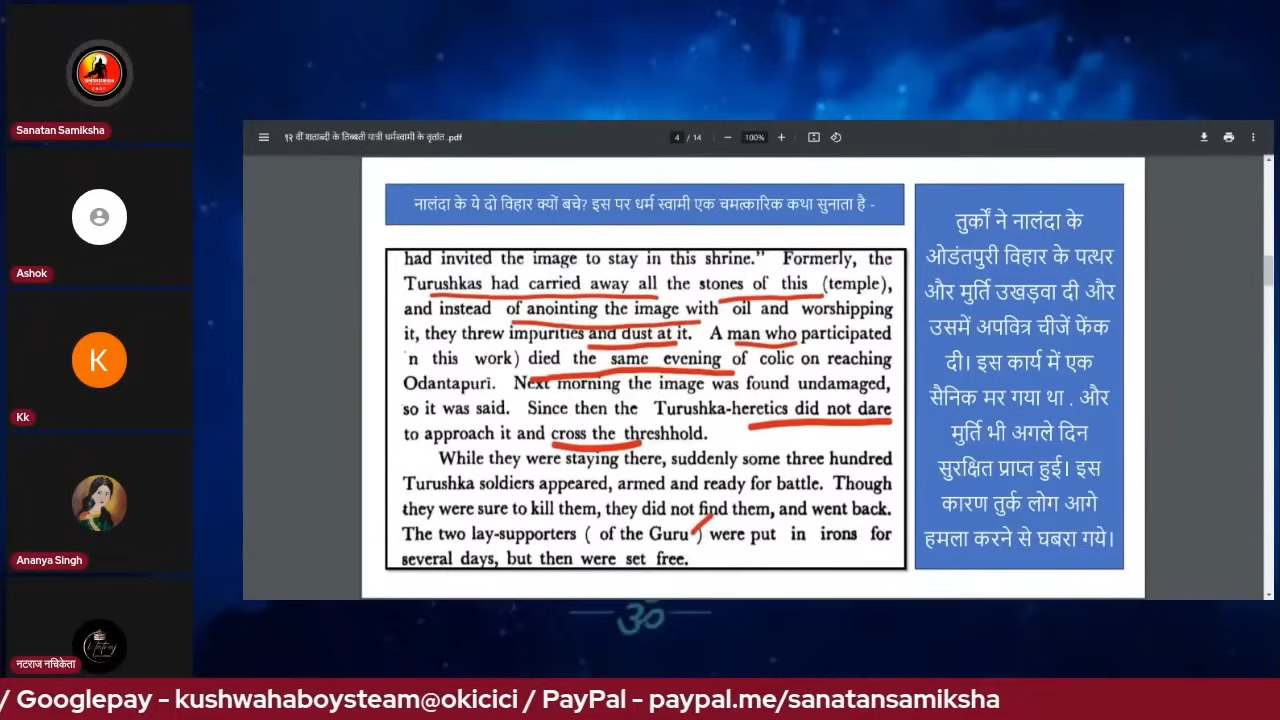 Sanatan Samiksha
Ashok
K
Kk
Ananya Singh
नटराज नचिकेता
१२ वीं शताब्दी के तिब्बती यात्री धर्मस्वामी के वृतांत .pdf
4 / 14
100%
नालंदा के ये दो विहार क्यों बचे? इस पर धर्म स्वामी एक चमत्कारिक कथा सुनाता है -
had invited the image to stay in this shrine." Formerly, the
Turushkas had carried away all the stones of this (temple),
and instead of anointing the image with oil and worshipping
it, they threw impurities and dust at it. A man who participated
n this work) died the same evening of colic on reaching
Odantapuri. Next morning the image was found undamaged,
so it was said. Since then the Turushka-heretics did not dare
to approach it and cross the threshhold.
While they were staying there, suddenly some three hundred
Turushka soldiers appeared, armed and ready for battle. Though
they were sure to kill them, they did not find them, and went back.
The two lay-supporters ( of the Guru ) were put in irons for
several days, but then were set free.
तुर्कों ने नालंदा के
ओडंतपुरी विहार के पत्थर
और मुर्ति उखड़वा दी और
उसमें अपवित्र चीजें फेंक
दी। इस कार्य में एक
सैनिक मर गया था . और
मुर्ति भी अगले दिन
सुरक्षित प्राप्त हुई। इस
कारण तुर्क लोग आगे
हमला करने से घबरा गये।
ॐ
/ Googlepay - kushwahaboysteam@okicici / PayPal - paypal.me/sanatansamiksha